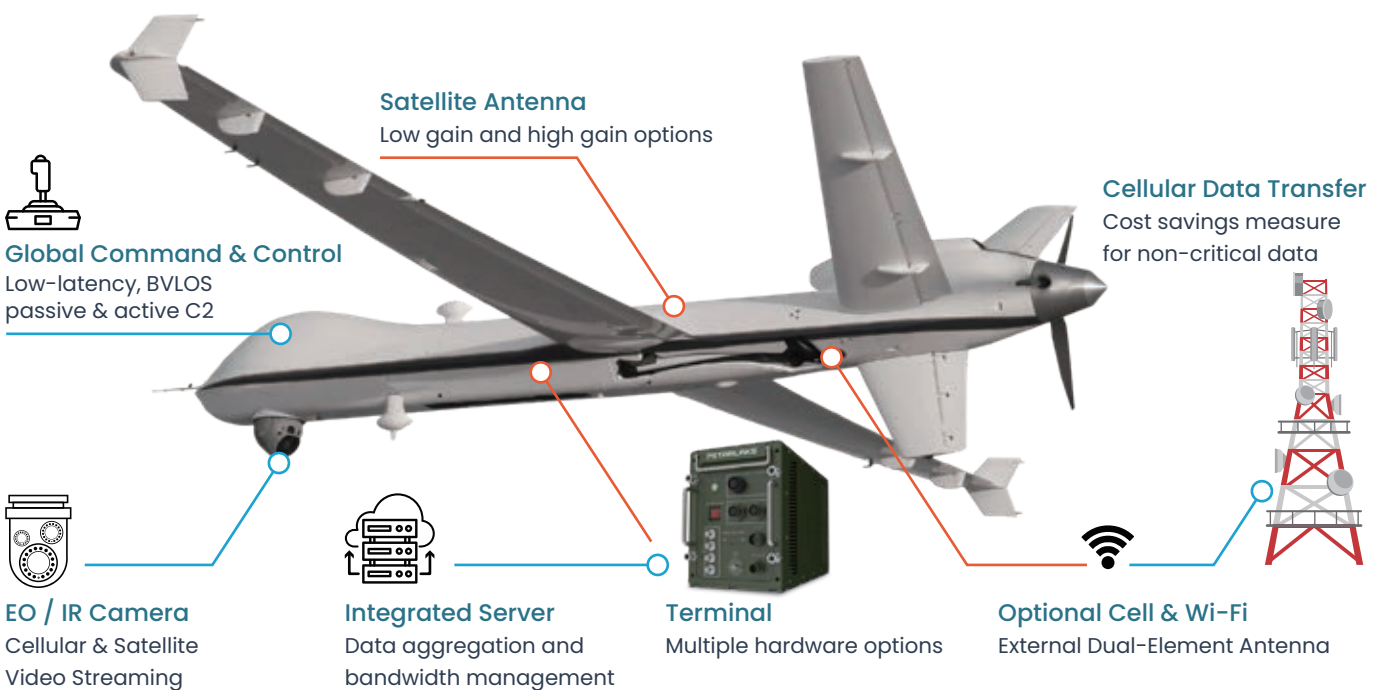 Satellite Antenna
Low gain and high gain options
Cellular Data Transfer
Cost savings measure
for non-critical data
Global Command & Control
Low-latency, BVLOS
passive & active C2
EO / IR Camera
Cellular & Satellite
Video Streaming
Integrated Server
Data aggregation and
bandwidth management
Terminal
Multiple hardware options
Optional Cell & Wi-Fi
External Dual-Element Antenna